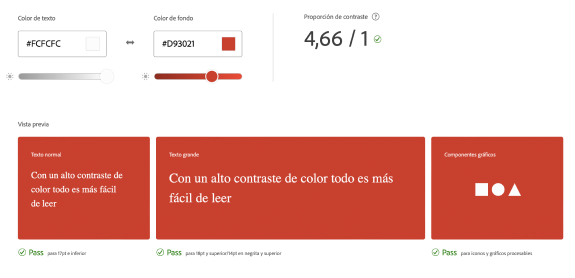 Color de texto
Color de fondo
Proporción de contraste ?
#FCFCFC
#D93021
4,66 / 1
Vista previa
Texto normal
Con un alto contraste de
color todo es más fácil
de leer
Texto grande
Con un alto contraste de color todo es más
fácil de leer
Componentes gráficos
Pass para 17pt e inferior
Pass para 18pt y superior/14pt en negrita y superior
Pass para iconos y gráficos procesables